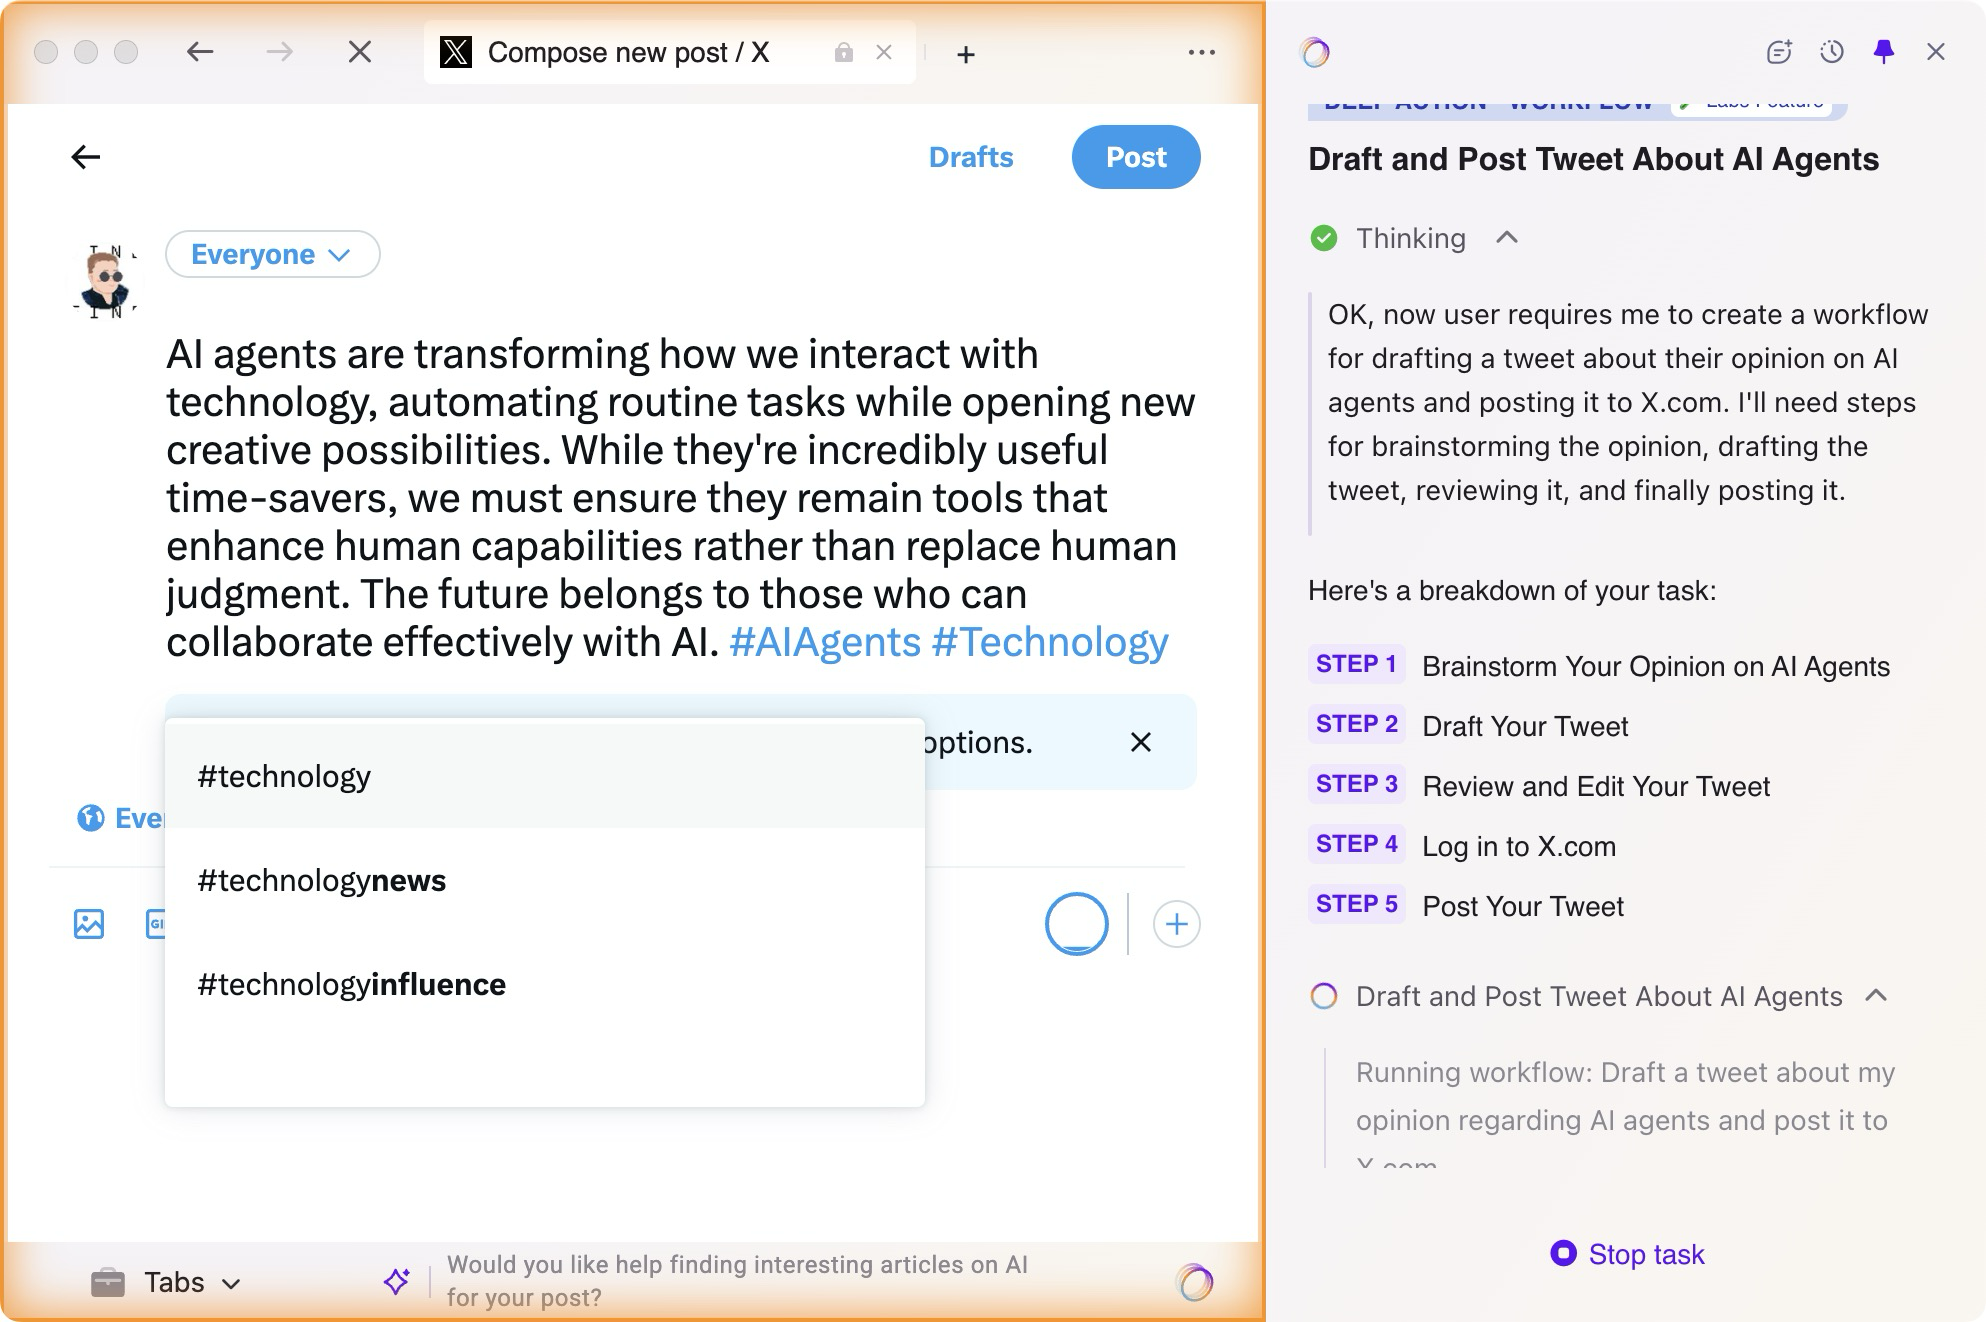 Compose new post / X
Drafts
Post
Everyone
AI agents are transforming how we interact with
technology, automating routine tasks while opening new
creative possibilities. While they're incredibly useful
time-savers, we must ensure they remain tools that
enhance human capabilities rather than replace human
judgment. The future belongs to those who can
collaborate effectively with AI. #AIAgents #Technology
options.
#technology
#technologynews
#technologyinfluence
Eve
GI
Tabs
Would you like help finding interesting articles on AI
for your post?
DEEP ACTION WORKFLOW Labs Feature
Draft and Post Tweet About AI Agents
Thinking
OK, now user requires me to create a workflow
for drafting a tweet about their opinion on AI
agents and posting it to X.com. I'll need steps
for brainstorming the opinion, drafting the
tweet, reviewing it, and finally posting it.
Here's a breakdown of your task:
STEP 1 Brainstorm Your Opinion on AI Agents
STEP 2 Draft Your Tweet
STEP 3 Review and Edit Your Tweet
STEP 4 Log in to X.com
STEP 5 Post Your Tweet
Draft and Post Tweet About AI Agents
Running workflow: Draft a tweet about my
opinion regarding AI agents and post it to
X.com
Stop task